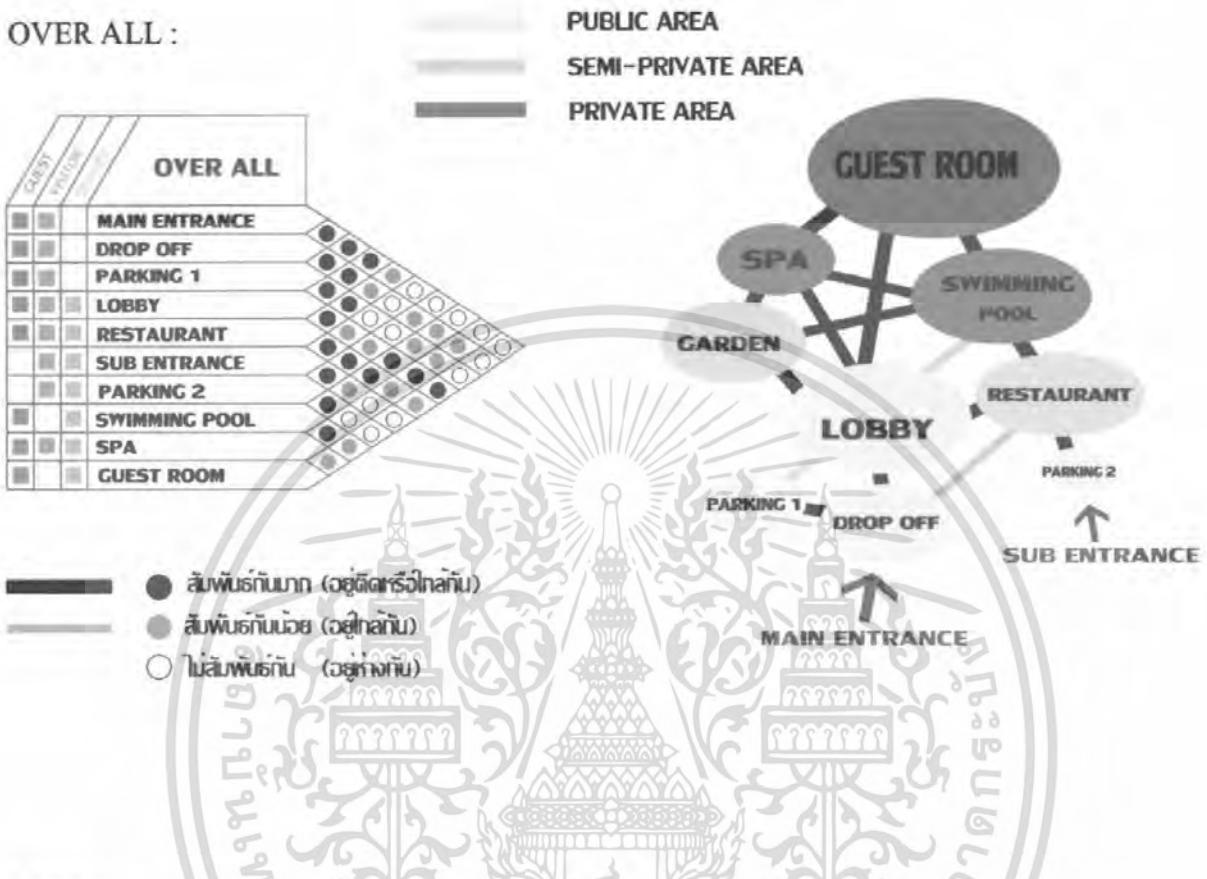 OVER ALL :
PUBLIC AREA
SEMI-PRIVATE AREA
PRIVATE AREA
GUEST
VISITOR
OVER ALL
MAIN ENTRANCE
DROP OFF
PARKING 1
LOBBY
RESTAURANT
SUB ENTRANCE
PARKING 2
SWIMMING POOL
SPA
GUEST ROOM
GUEST ROOM
SPA
SWIMMING
POOL
GARDEN
RESTAURANT
LOBBY
PARKING 2
PARKING 1
DROP OFF
SUB ENTRANCE
MAIN ENTRANCE
สัมพันธ์กันมาก (อยู่ติดหรือใกล้กัน)
สัมพันธ์กันน้อย (อยู่ใกล้กัน)
ไม่สัมพันธ์กัน (อยู่ห่างกัน)